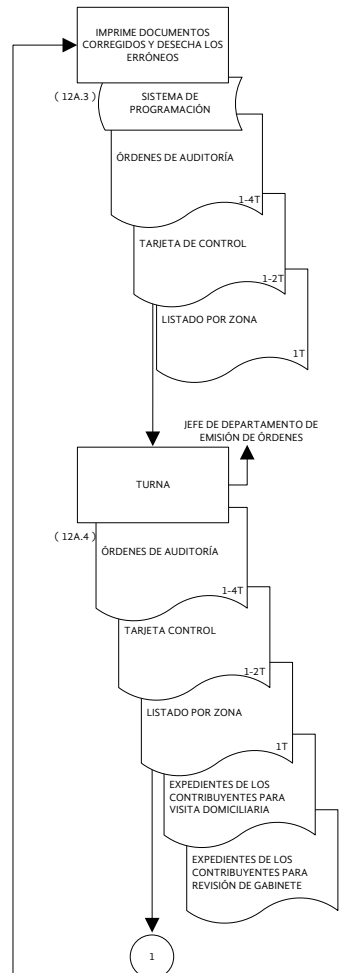 IMPRIME DOCUMENTOS
CORREGIDOS Y DESECHA LOS
ERRÓNEOS
( 12A.3 )
SISTEMA DE
PROGRAMACIÓN
ÓRDENES DE AUDITORÍA
1-4T
TARJETA DE CONTROL
1-2T
LISTADO POR ZONA
1T
JEFE DE DEPARTAMENTO DE
EMISIÓN DE ÓRDENES
TURNA
( 12A.4 )
ÓRDENES DE AUDITORÍA
1-4T
TARJETA CONTROL
1-2T
LISTADO POR ZONA
1T
EXPEDIENTES DE LOS
CONTRIBUYENTES PARA
VISITA DOMICILIARIA
EXPEDIENTES DE LOS
CONTRIBUYENTES PARA
REVISIÓN DE GABINETE
1